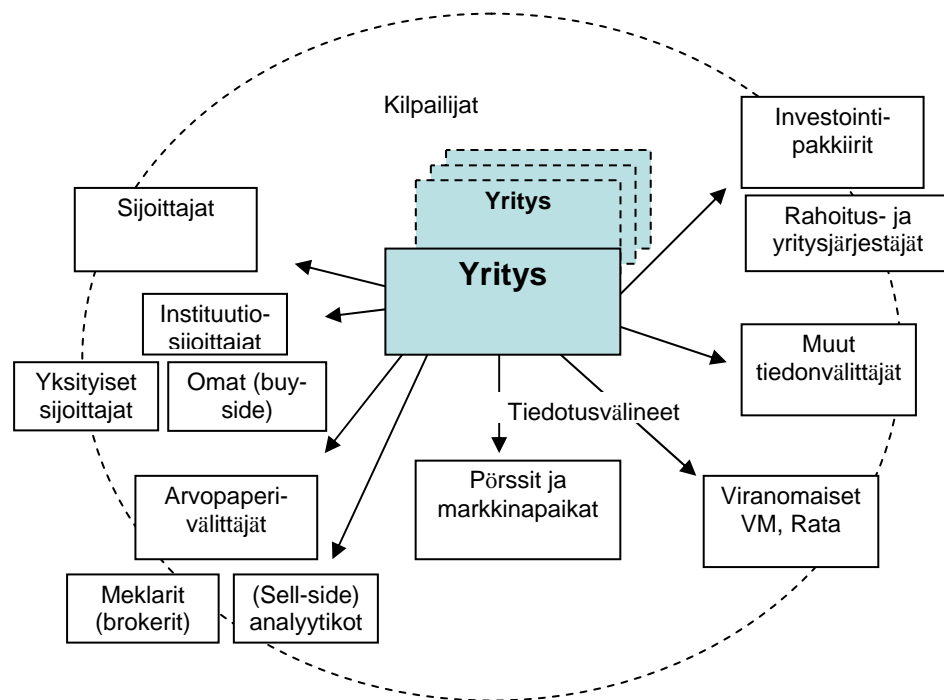 Kilpailijat
Investointi-
pakkiirit
Rahoitus- ja
yritysjärjestäjät
Yritys
Yritys
Sijoittajat
Instituutio-
sijoittajat
Yksityiset
sijoittajat
Omat (buy-
side)
Muut
tiedonvälittäjät
Tiedotusvälineet
Arvopaperi-
välittäjät
Pörssit ja
markkinapaikat
Viranomaiset
VM, Rata
Meklarit
(brokerit)
(Sell-side)
analyytikot